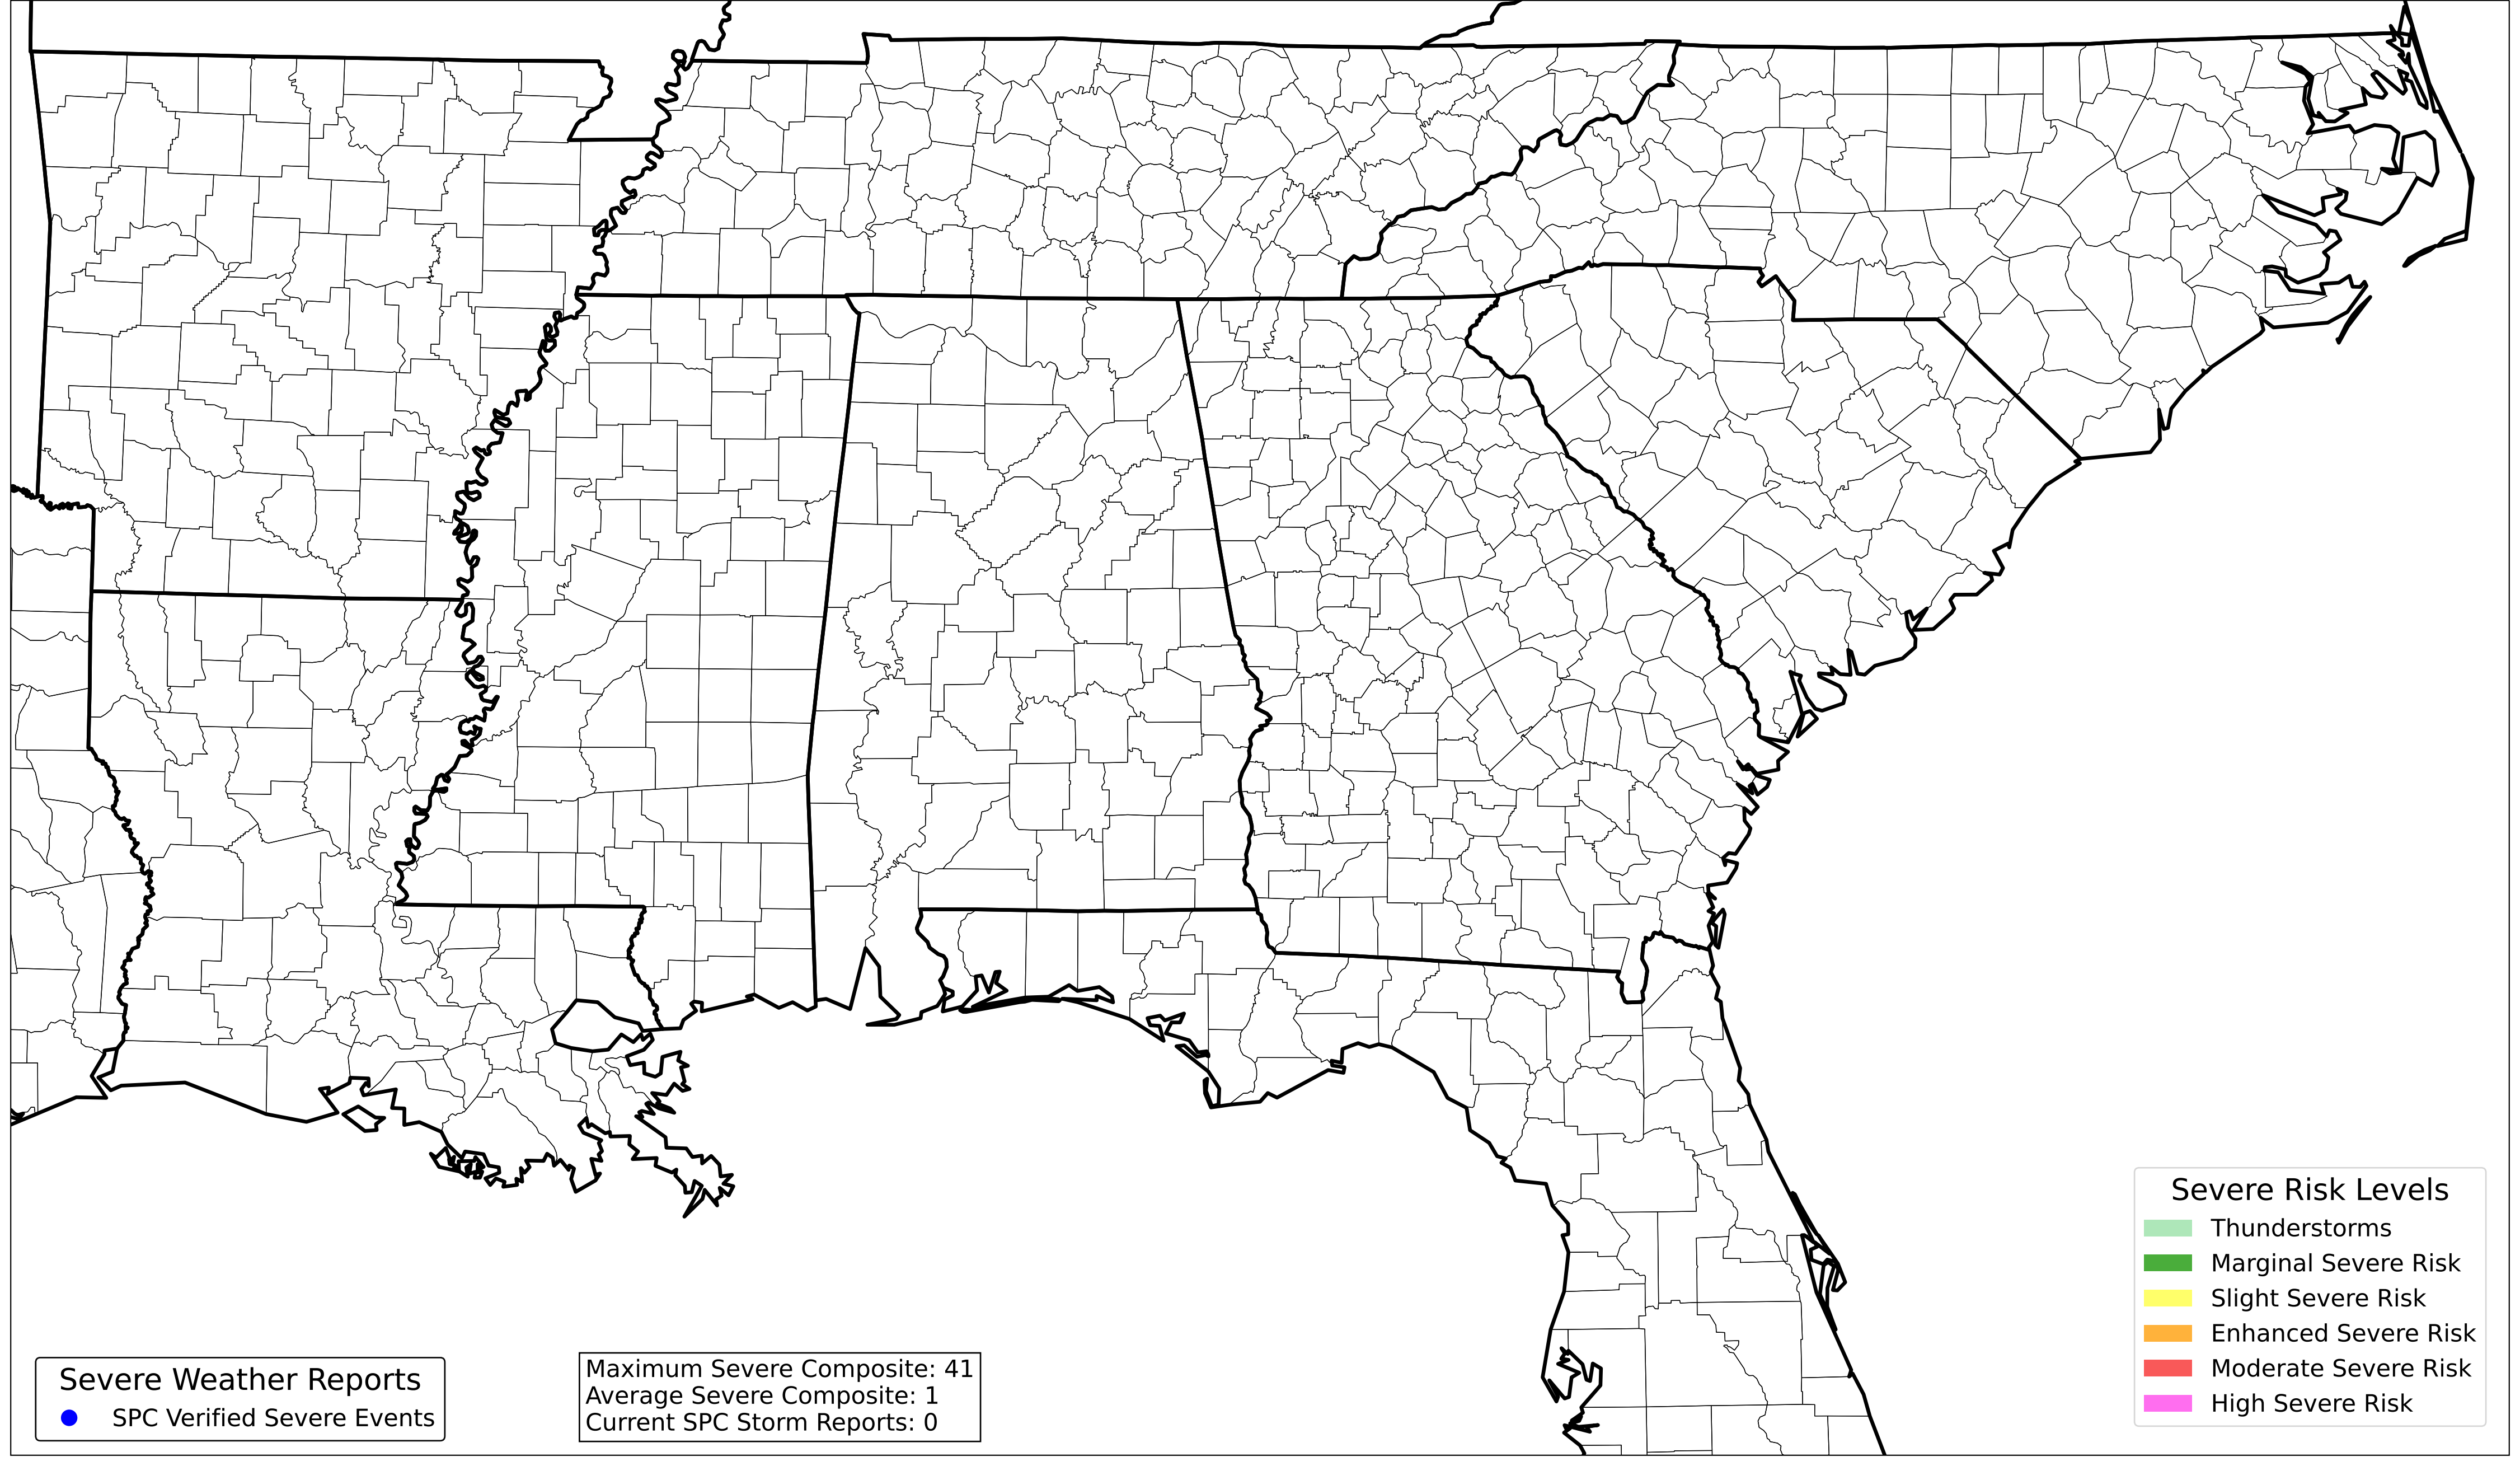 Severe Weather Reports
SPC Verified Severe Events
Maximum Severe Composite: 41
Average Severe Composite: 1
Current SPC Storm Reports: 0
Severe Risk Levels
Thunderstorms
Marginal Severe Risk
Slight Severe Risk
Enhanced Severe Risk
Moderate Severe Risk
High Severe Risk